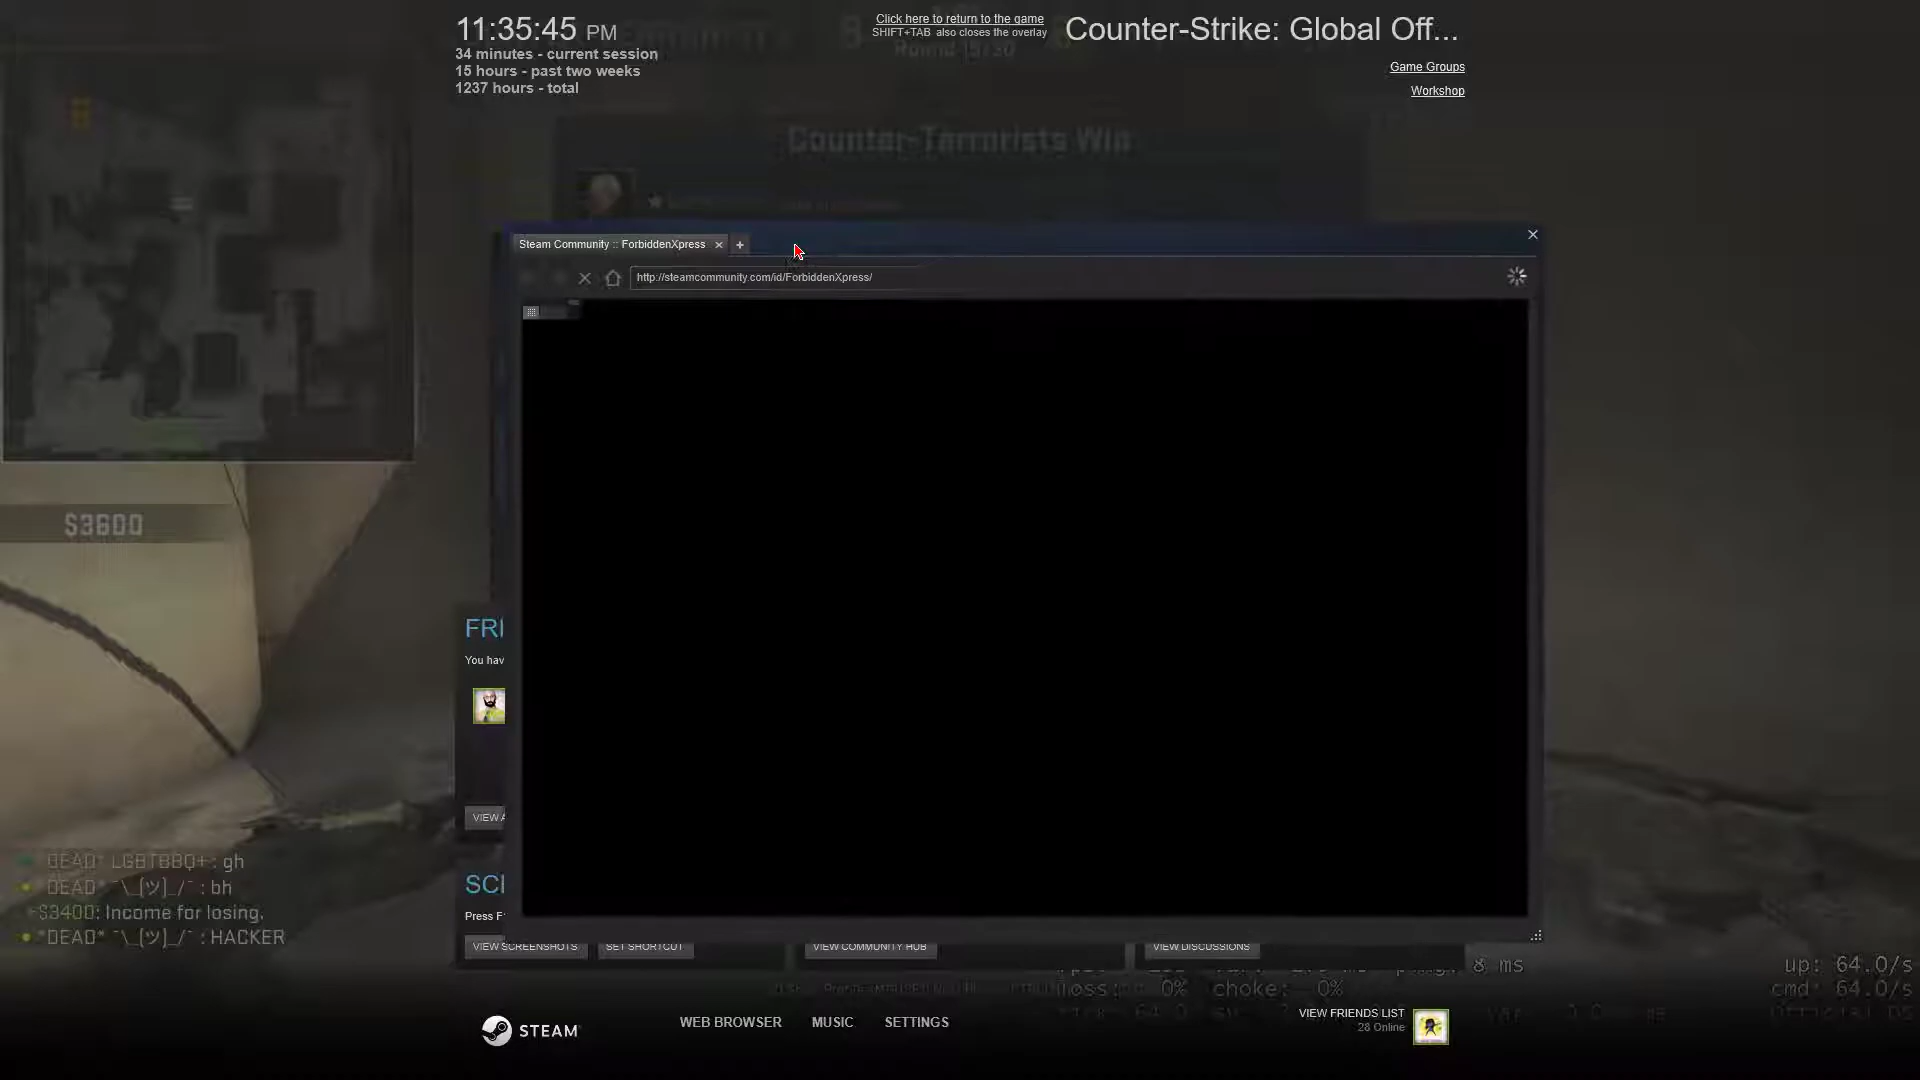 11:35:45 PM
34 minutes - current session
15 hours - past two weeks
1237 hours - total
Click here to return to the game
SHIFT+TAB also closes the overlay
Counter-Strike: Global Off...
Game Groups
Workshop
Counter-Terrorists Win
Steam Community :: ForbiddenXpress
http://steamcommunity.com/id/ForbiddenXpress/
$3600
FRI
You hav
VIEW A
*DEAD* LGBTBBQ+ : gh
*DEAD* ¯\_(ツ)_/¯ : bh
+$3400: Income for losing.
*DEAD* ¯\_(ツ)_/¯ : HACKER
SCI
Press F
VIEW SCREENSHOTS
SET SHORTCUT
VIEW COMMUNITY HUB
VIEW DISCUSSIONS
8 ms
up: 64.0/s
loss: 0% choke: 0%
cmd: 64.0/s
STEAM
WEB BROWSER
MUSIC
SETTINGS
VIEW FRIENDS LIST
28 Online